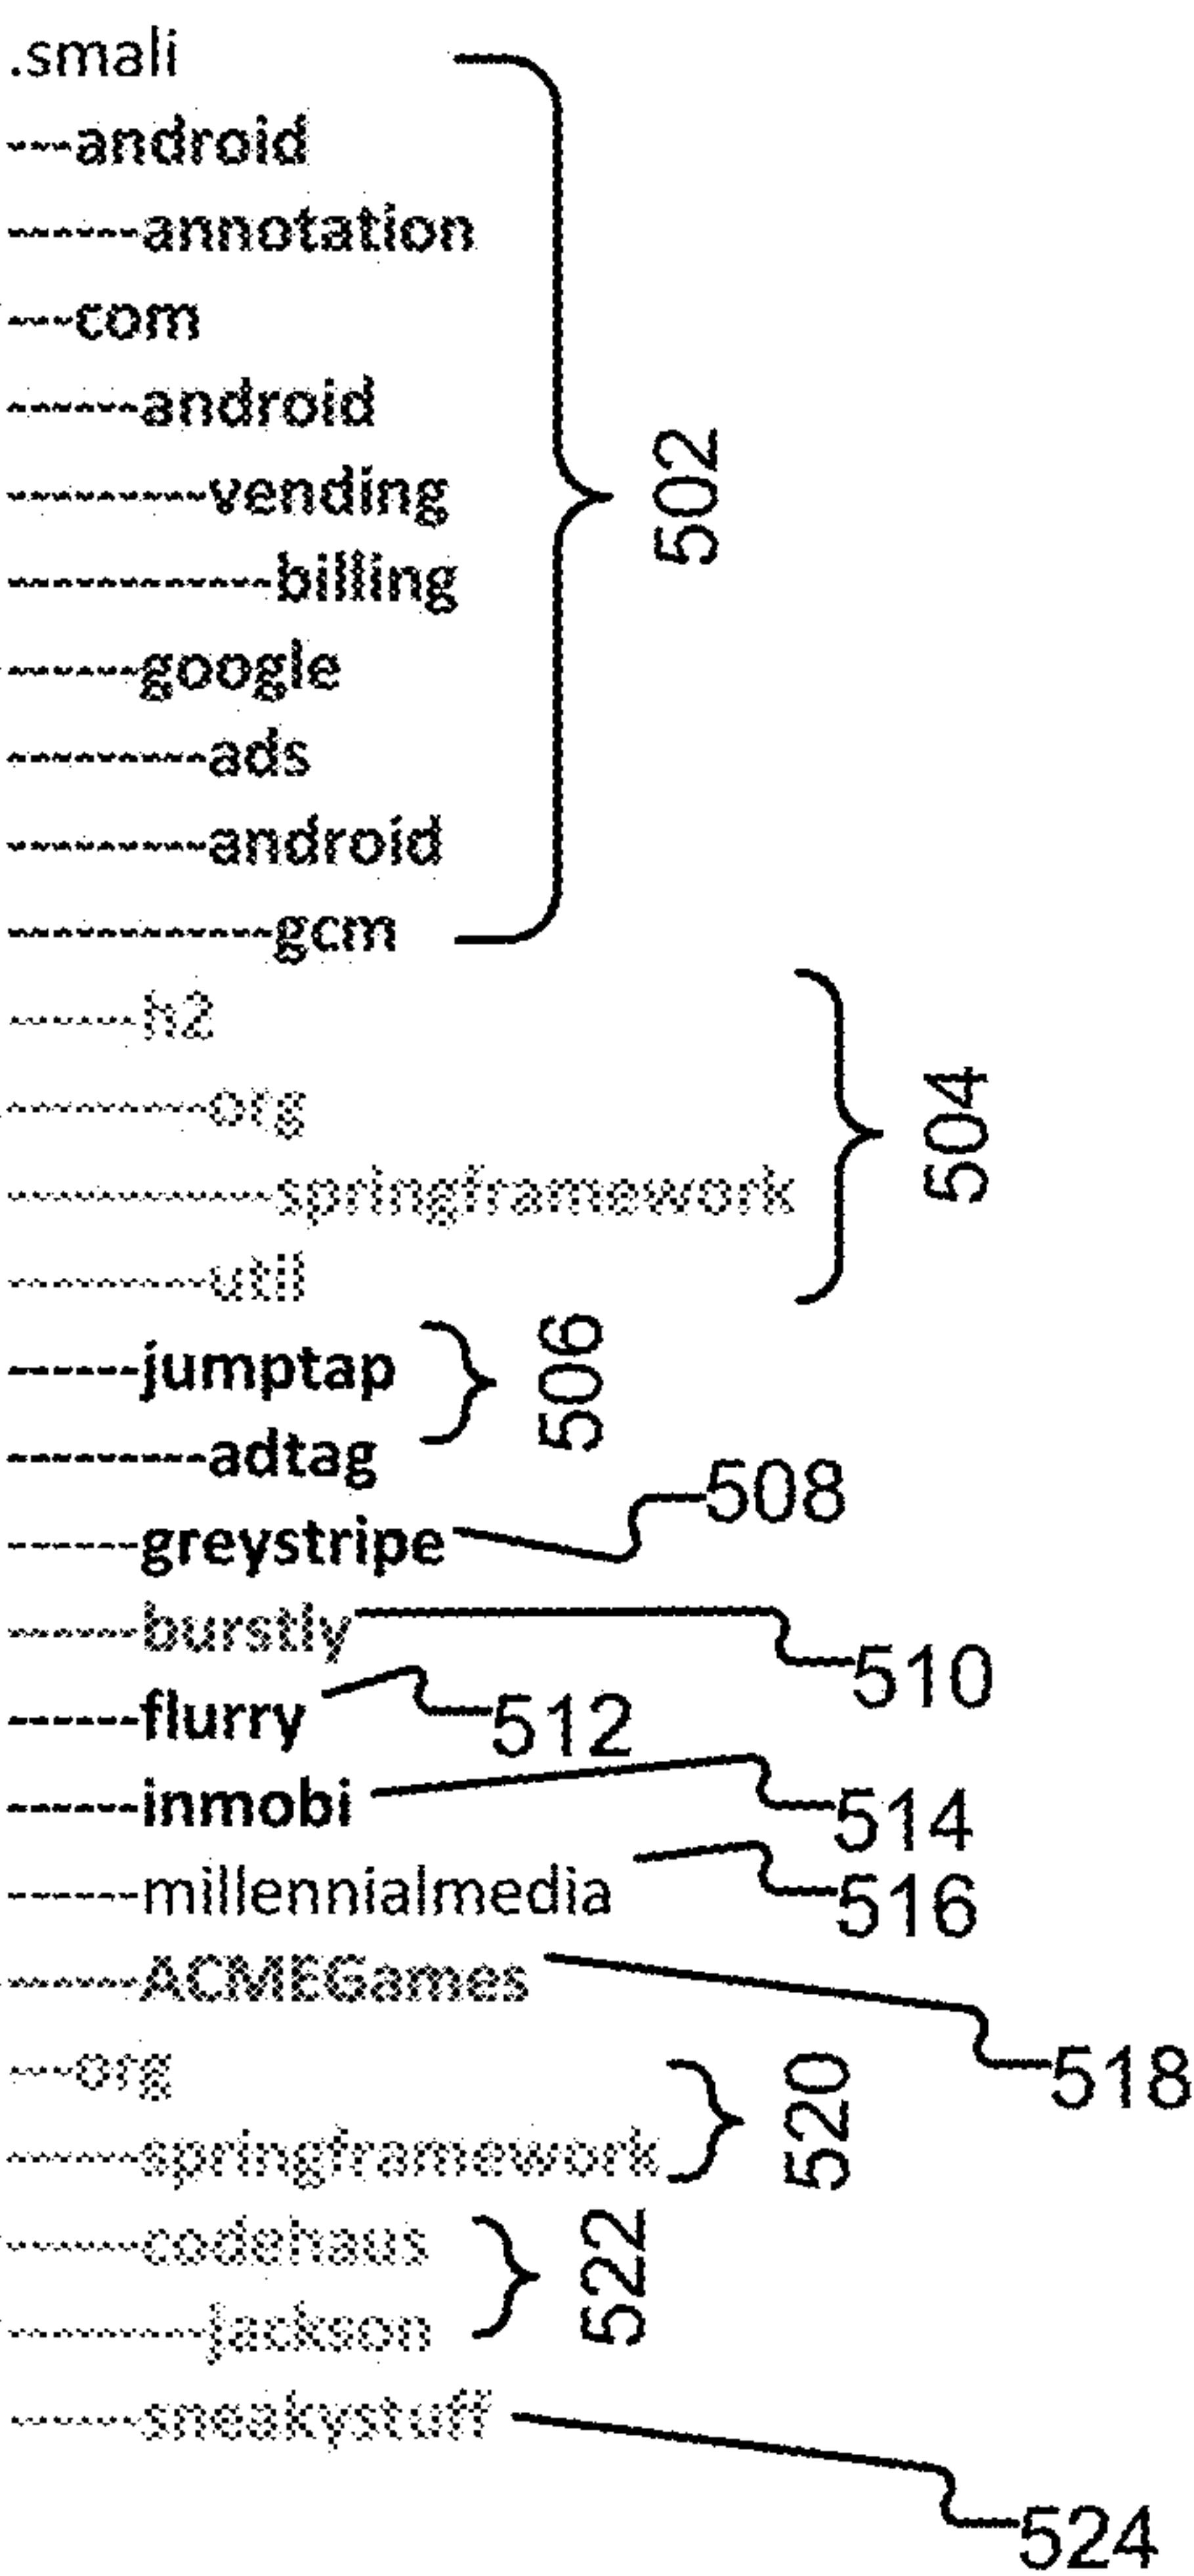 .smali
---android
------annotation
---com
------android
---------vending
------------billing
502
------google
---------ads
---------android
------------gcm
------h2
---------org
------------springframework
504
---------util
------jumptap
506
---------adtag
------greystripe
508
------burstly
510
------flurry
512
------inmobi
514
------millennialmedia
516
------ACMEGames
518
---org
------springframework
520
------codehaus
522
---------jackson
------sneakystuff
524